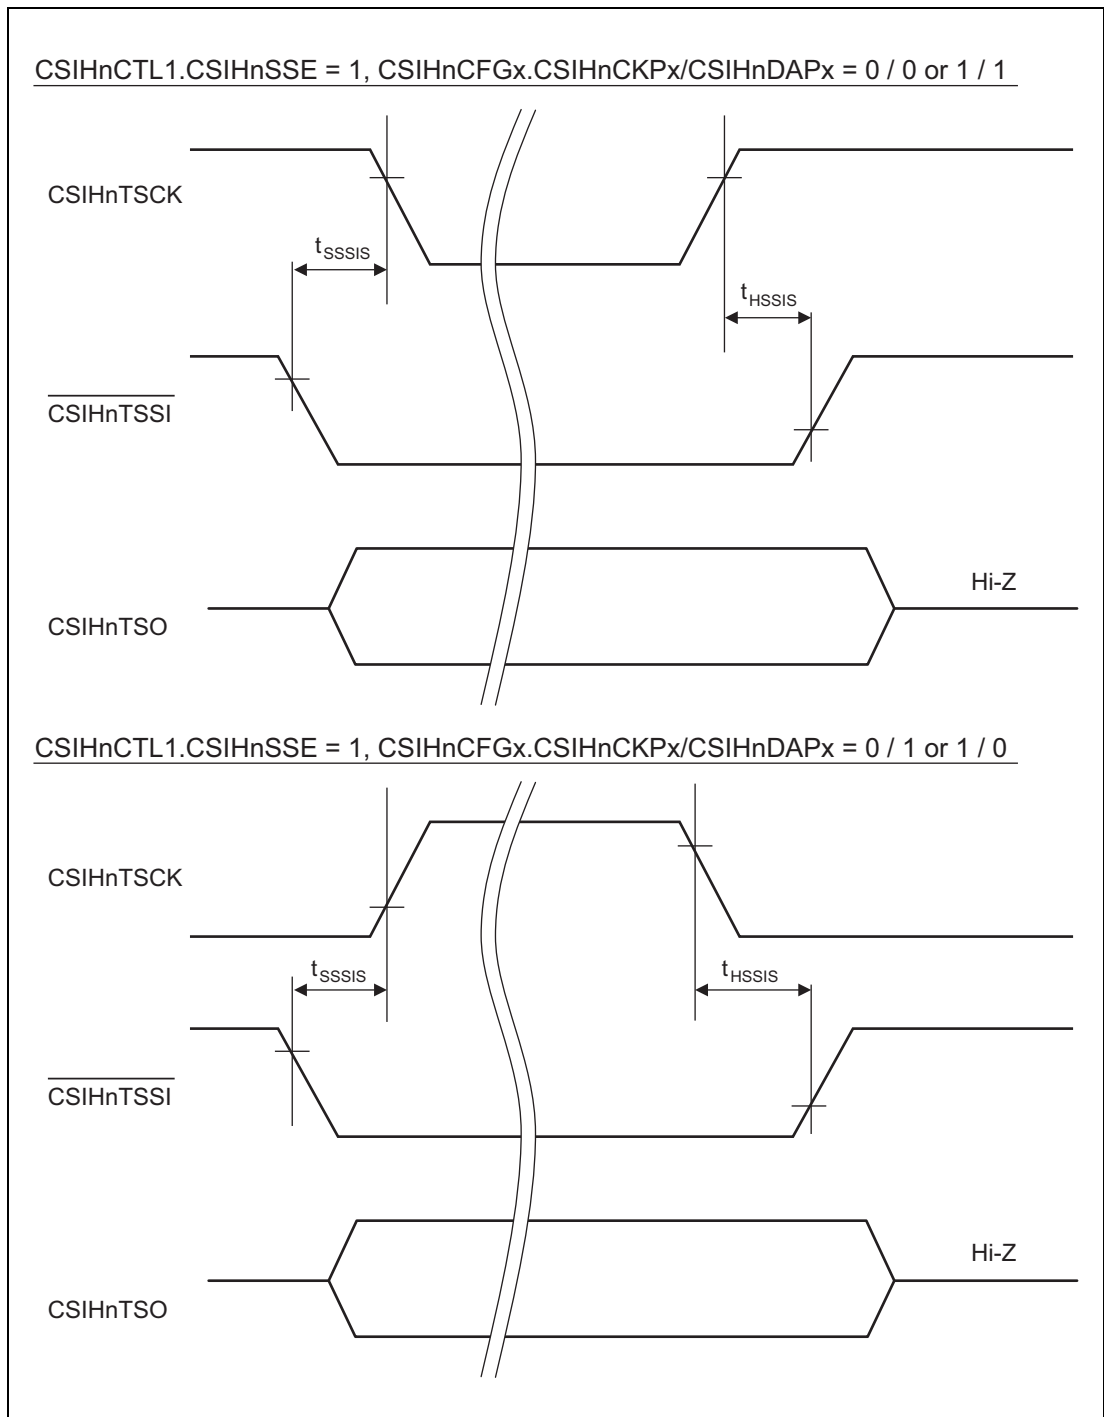 CSIHnCTL1.CSIHnSSE = 1, CSIHnCFGx.CSIHnCKPx/CSIHnDAPx = 0 / 0 or 1 / 1
CSIHnTSCK
tSSSIS
tHSSIS
CSIHnTSSI
Hi-Z
CSIHnTSO
CSIHnCTL1.CSIHnSSE = 1, CSIHnCFGx.CSIHnCKPx/CSIHnDAPx = 0 / 1 or 1 / 0
CSIHnTSCK
tSSSIS
tHSSIS
CSIHnTSSI
Hi-Z
CSIHnTSO